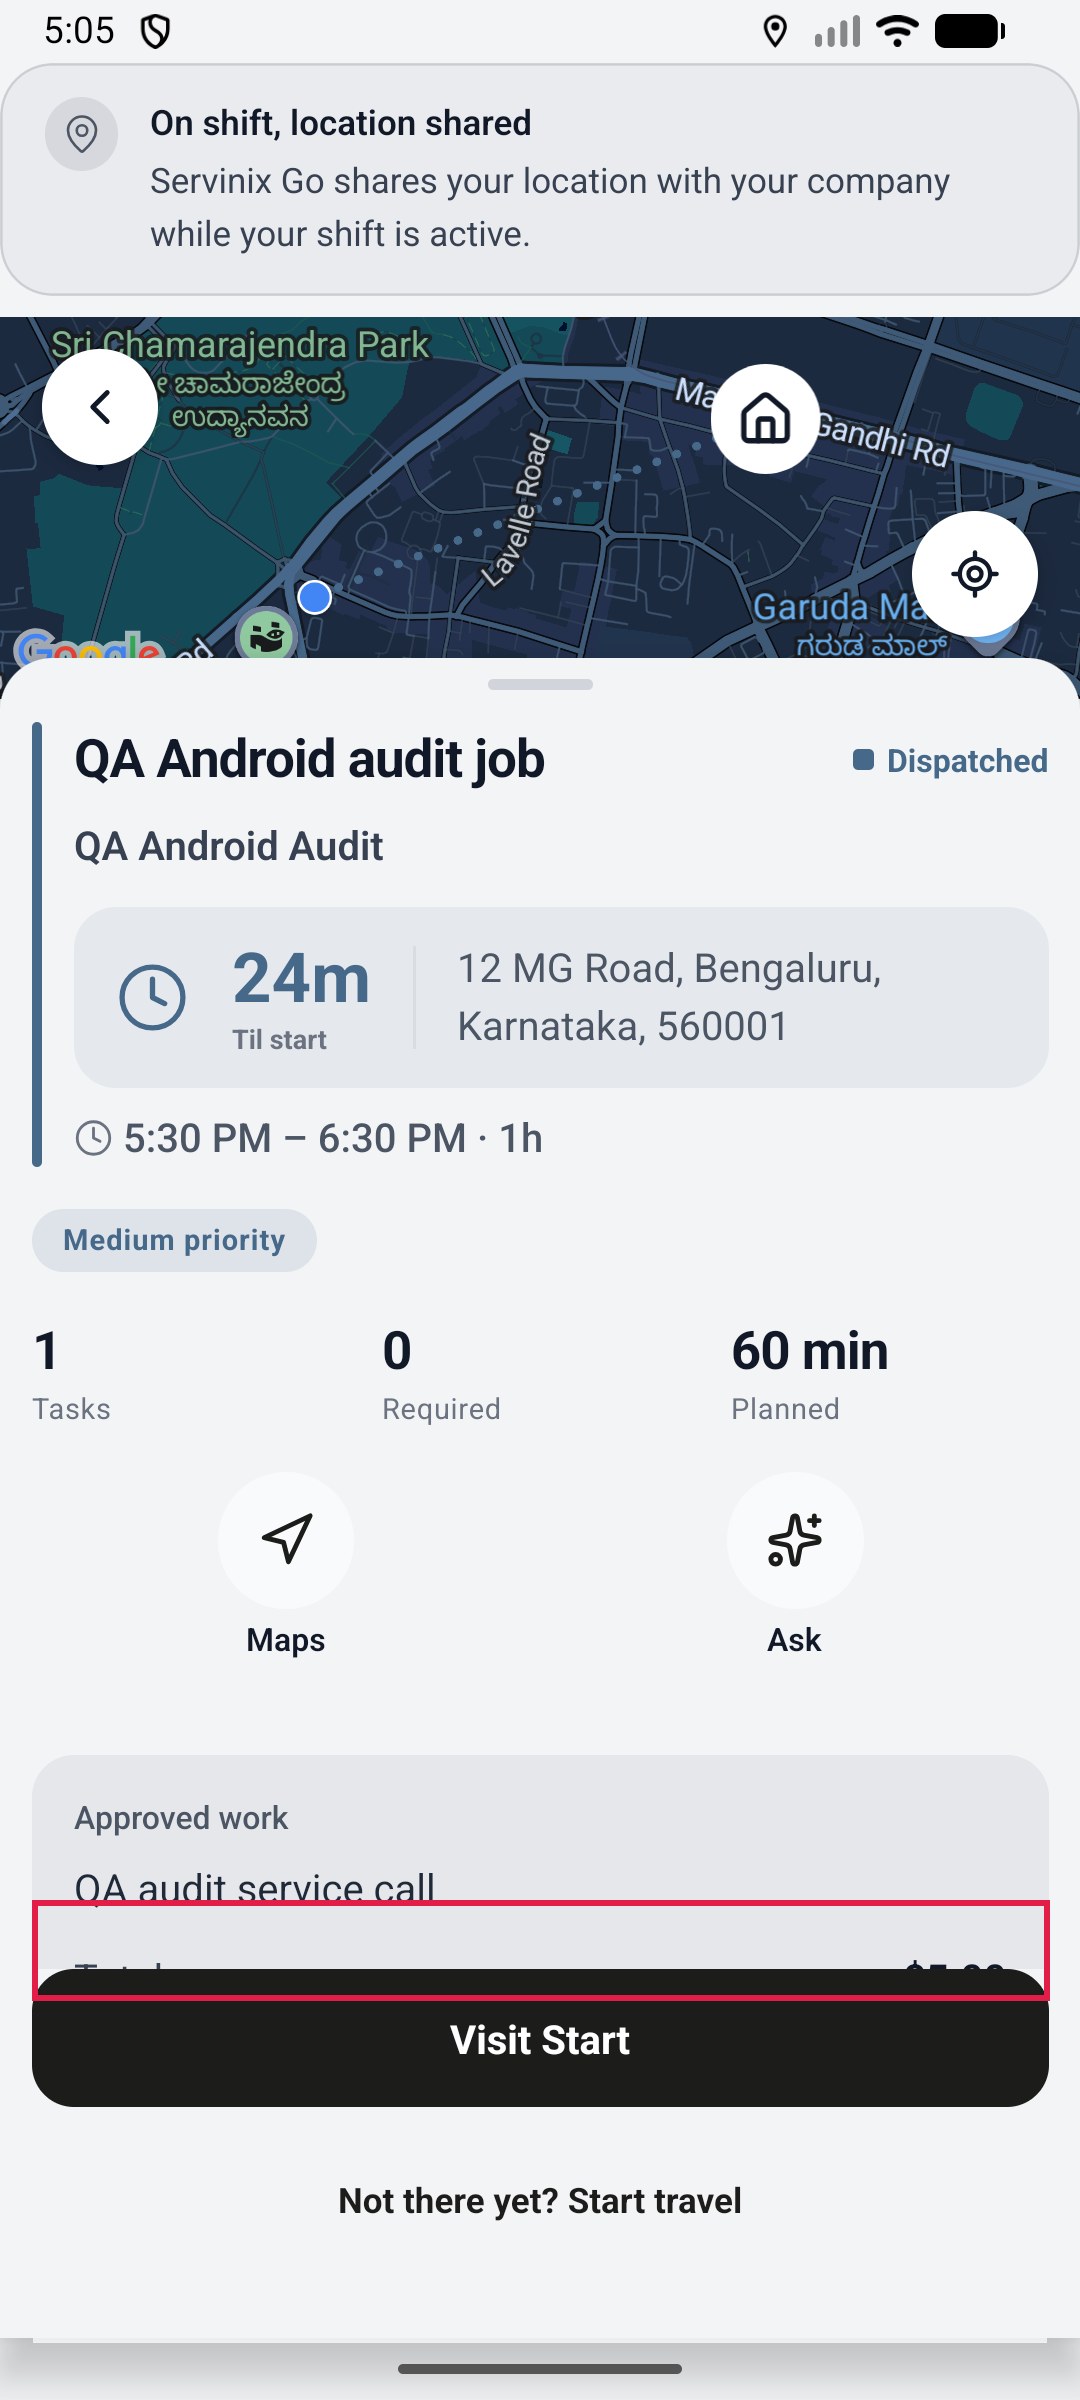 5:05
On shift, location shared
Servinix Go shares your location with your company
while your shift is active.
Sri Chamarajendra Park
ಚಾಮರಾಜೇಂದ್ರ
ಉದ್ಯಾನವನ
Gandhi Rd
Lavelle Road
Garuda
ಗರುಡ ಮಾಲ್
Google
QA Android audit job
Dispatched
QA Android Audit
24m
Til start
12 MG Road, Bengaluru,
Karnataka, 560001
5:30 PM – 6:30 PM · 1h
Medium priority
1
Tasks
0
Required
60 min
Planned
Maps
Ask
Approved work
QA audit service call
Visit Start
Not there yet? Start travel